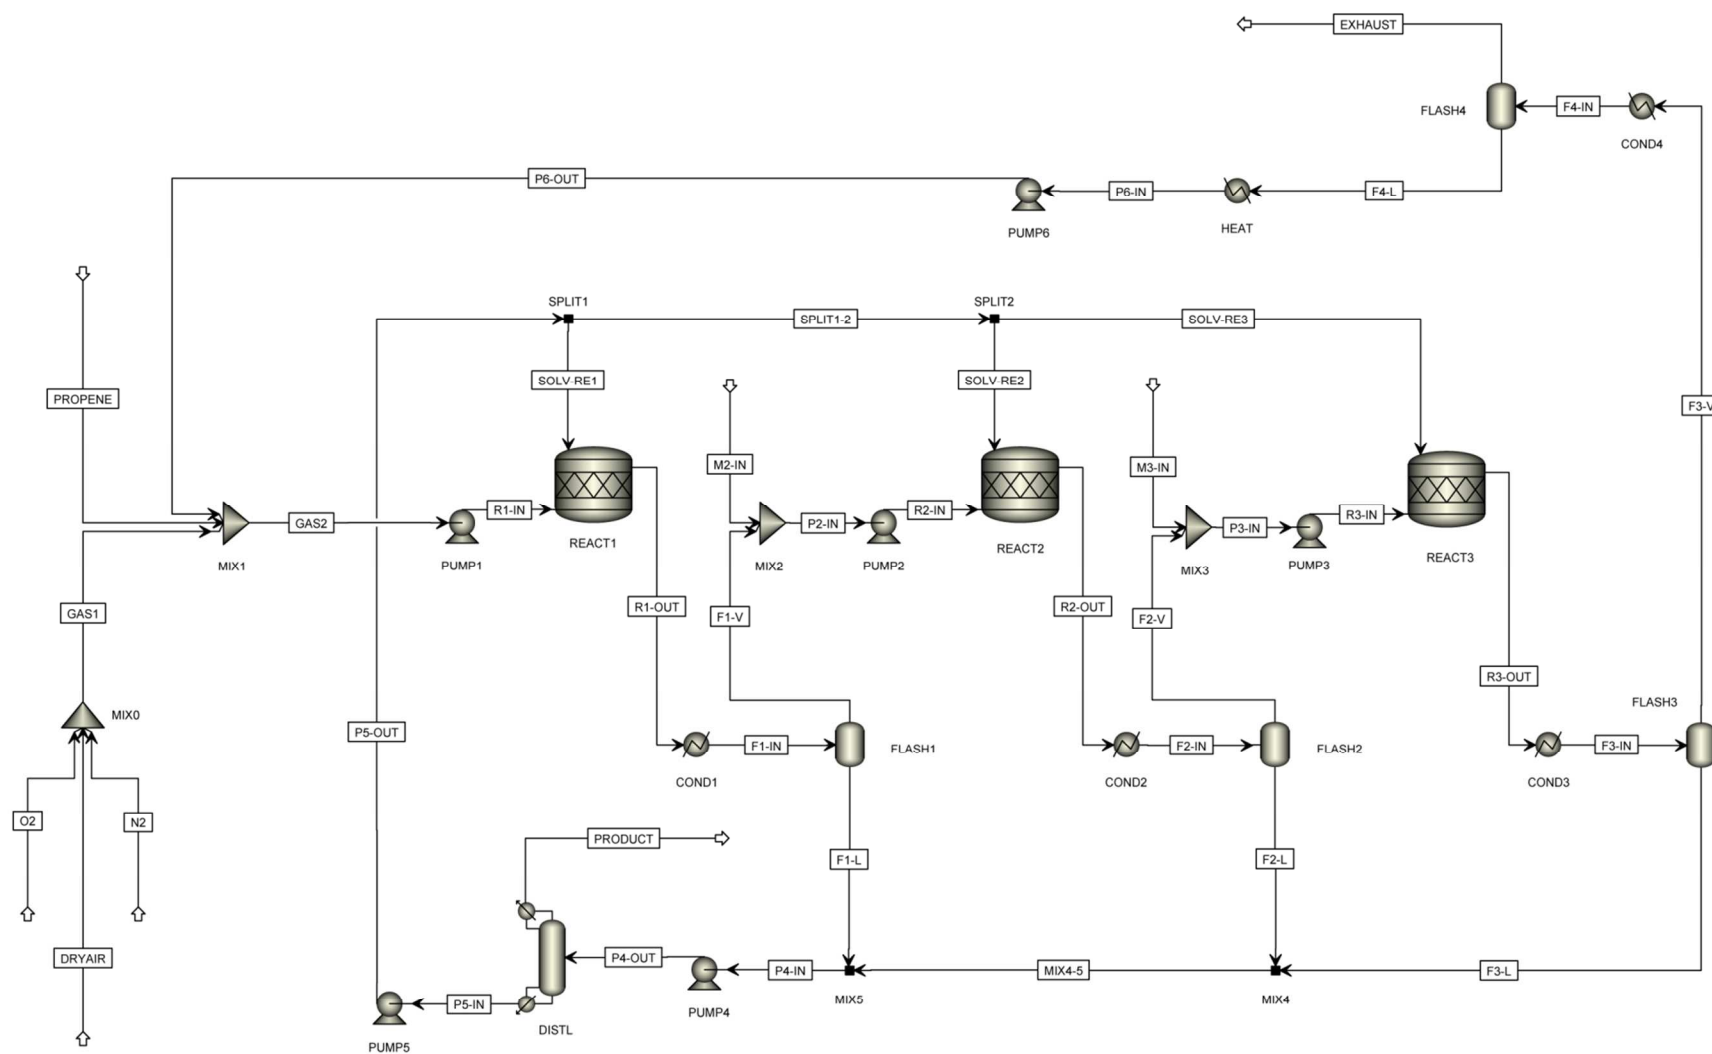 EXHAUST
FLASH4
F4-IN
COND4
P6-OUT
P6-IN
F4-L
PUMP6
HEAT
SPLIT1
SPLIT2
SPLIT1-2
SOLV-RE3
SOLV-RE1
SOLV-RE2
PROPENE
F3-V
M2-IN
M3-IN
R1-IN
R2-IN
R3-IN
GAS2
P2-IN
P3-IN
REACT1
REACT2
REACT3
MIX1
PUMP1
MIX2
PUMP2
MIX3
PUMP3
GAS1
R1-OUT
F1-V
R2-OUT
F2-V
R3-OUT
MIX0
FLASH3
P5-OUT
F1-IN
FLASH1
F2-IN
FLASH2
F3-IN
COND1
COND2
COND3
O2
N2
PRODUCT
F1-L
F2-L
DRYAIR
P4-OUT
P4-IN
MIX4-5
F3-L
MIX5
MIX4
P5-IN
PUMP4
DISTL
PUMP5